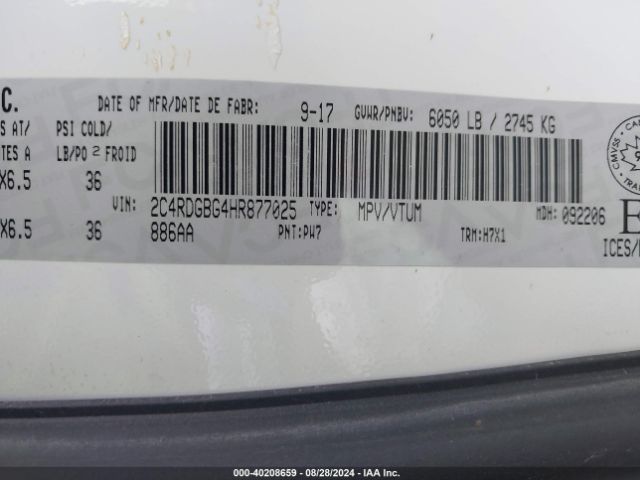 C. DATE OF MFR/DATE DE FABR: 9-17 GVWR/PNBV: 6050 LB / 2745 KG
S AT/ PSI COLD/
TES A LB/PO 2 FROID
X6.5 36
VIN: 2C4RDGBG4HR877025 TYPE: MPV/VTUM MDH: 092206
X6.5 36 886AA PNT: PW7 TRM: H7X1
ICES/
CMVSS
000-40208659 - 08/28/2024 - IAA Inc.